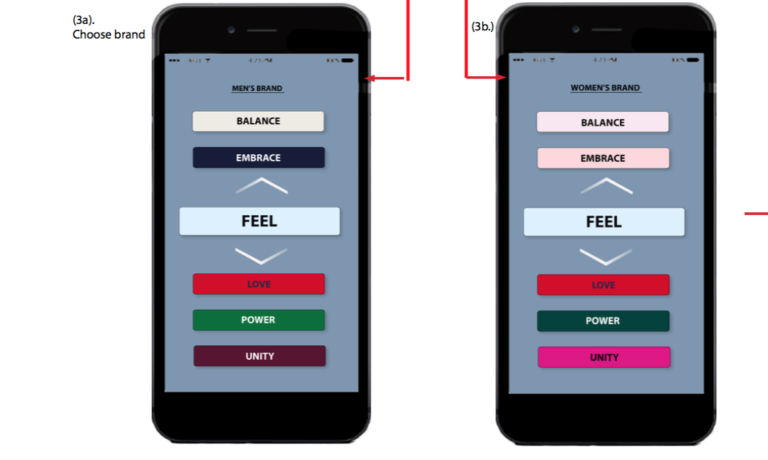 (3a).
Choose brand
MEN'S BRAND
BALANCE
EMBRACE
FEEL
LOVE
POWER
UNITY
(3b.)
WOMEN'S BRAND
BALANCE
EMBRACE
FEEL
LOVE
POWER
UNITY